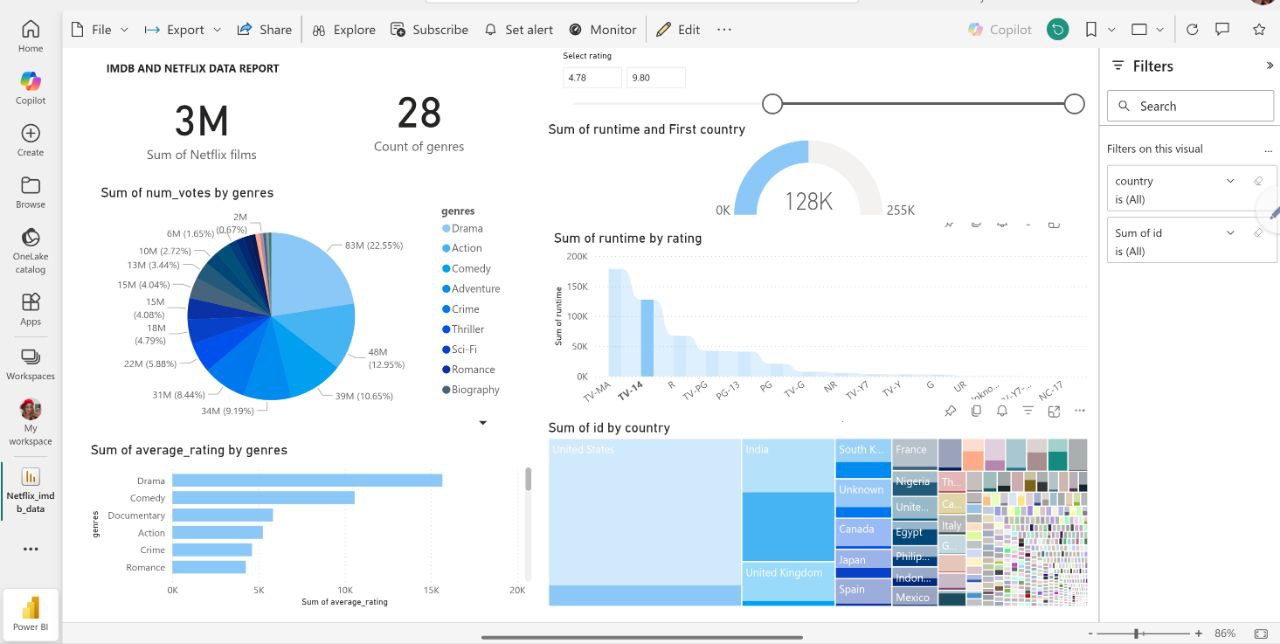 File
Export
Share
Explore
Subscribe
Set alert
Monitor
Edit
Copilot
Home
Copilot
Create
Browse
OneLake
catalog
Apps
Workspaces
My
workspace
Netflix_imd
b_data
Power BI
IMDB AND NETFLIX DATA REPORT
3M
Sum of Netflix films
28
Count of genres
Select rating
4.78
9.80
Sum of runtime and First country
128K
0K
255K
Sum of num_votes by genres
2M
6M (1.65%)
(0.67%)
10M (2.72%)
13M (3.44%)
15M (4.04%)
15M
(4.08%)
18M
(4.79%)
22M (5.88%)
31M (8.44%)
34M (9.19%)
39M (10.65%)
48M
(12.95%)
83M (22.55%)
genres
Drama
Action
Comedy
Adventure
Crime
Thriller
Sci-Fi
Romance
Biography
Sum of runtime by rating
Sum of runtime
200K
150K
100K
50K
0K
TV-MA
TV-14
R
TV-PG
PG-13
PG
TV-G
NR
TV-Y7
TV-Y
G
UR
NC-17
Sum of average_rating by genres
genres
Drama
Comedy
Documentary
Action
Crime
Romance
0K
5K
10K
15K
20K
Sum of average_rating
Sum of id by country
United States
India
United Kingdom
South K...
Unknown
Canada
Japan
Spain
France
Nigeria
Unite...
Egypt
Philip...
Indon...
Mexico
Th...
Ca...
Italy
G...
Filters
Search
Filters on this visual
country
is (All)
Sum of id
is (All)
86%